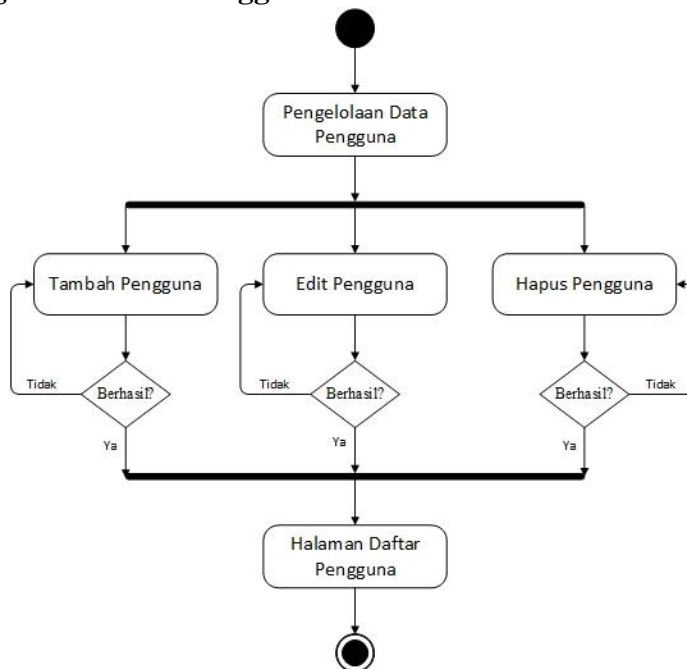 Pengelolaan Data
Pengguna
Tambah Pengguna
Edit Pengguna
Hapus Pengguna
Tidak
Berhasil?
Tidak
Berhasil?
Berhasil?
Tidak
Ya
Ya
Ya
Halaman Daftar
Pengguna